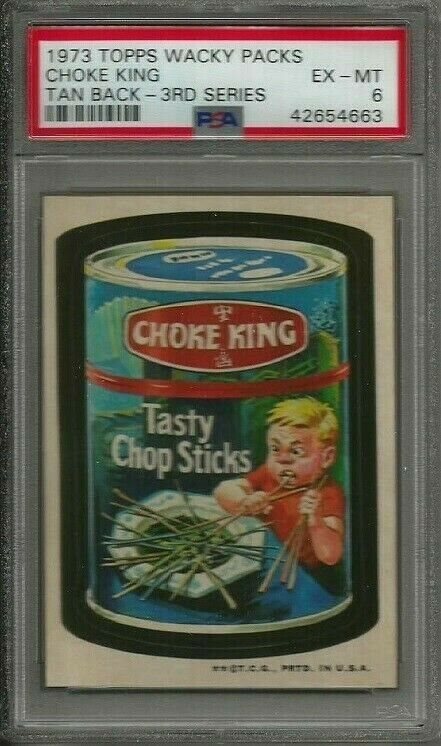 1973 TOPPS WACKY PACKS
CHOKE KING EX-MT
TAN BACK-3RD SERIES 6
PSA 42654663
CHOKE KING
Tasty
Chop Sticks
**©T.C.G., PRTD. IN U.S.A.
PSA